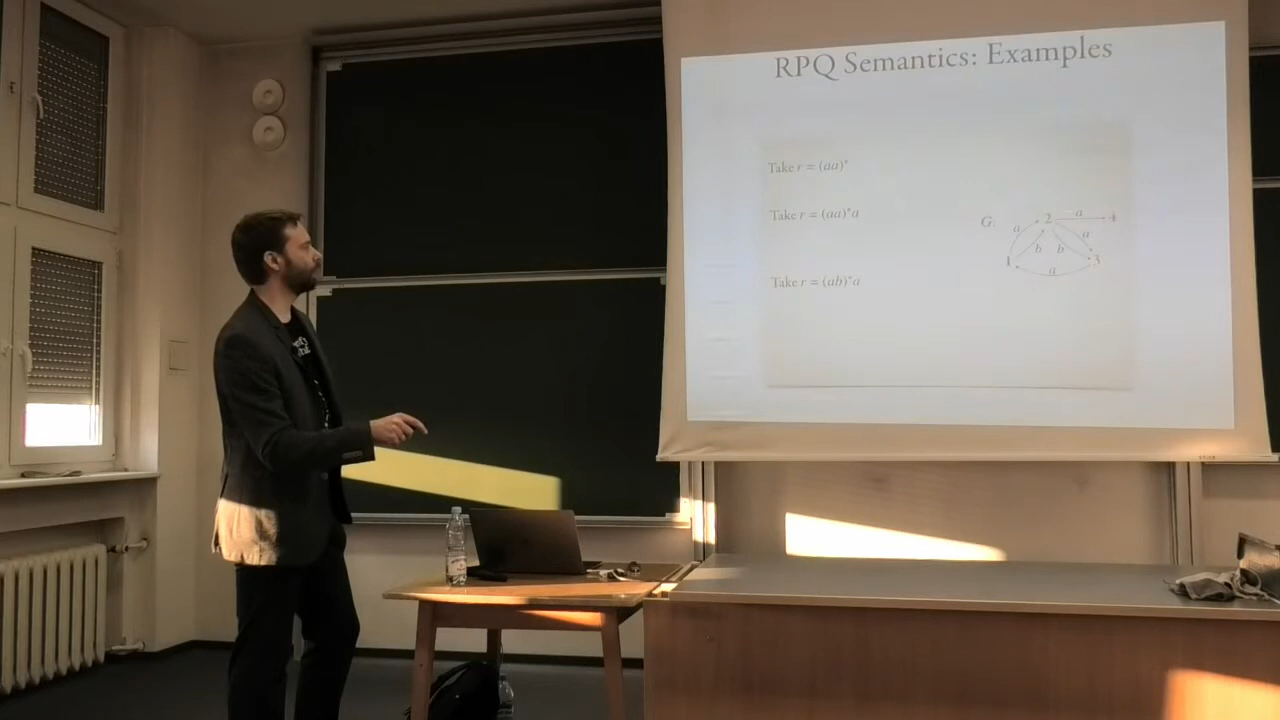 RPQ Semantics: Examples
Take r = (aa)*
Take r = (aa)*a
G:
a
2
a
4
a
b
b
1
3
a
Take r = (ab)*a